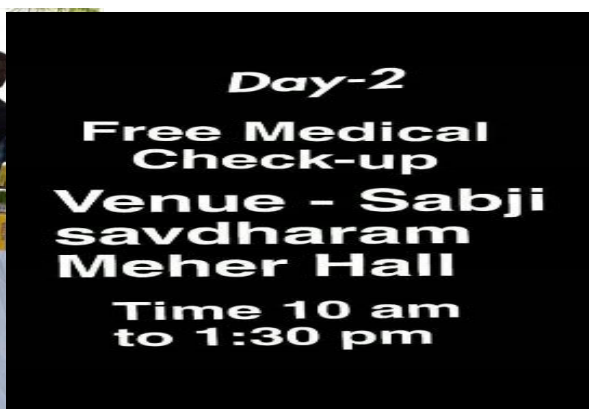 Day-2
Free Medical
Check-up
Venue - Sabji
savdharam
Meher Hall
Time 10 am
to 1:30 pm